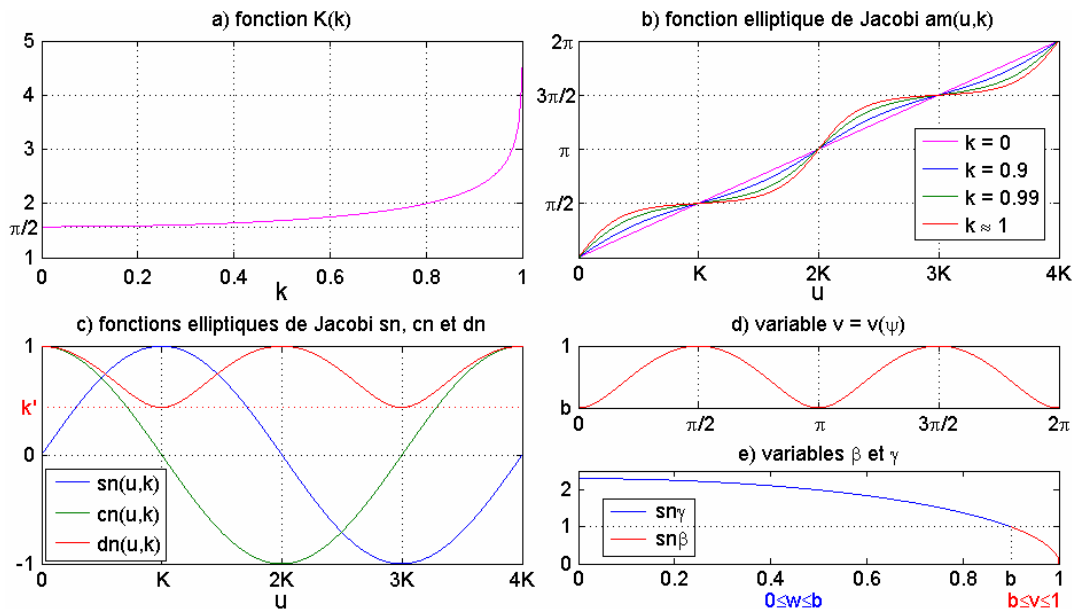 a) fonction K(k)
5
4
3
2
π/2
1
0
0.2
0.4
0.6
0.8
1
k
b) fonction elliptique de Jacobi am(u,k)
2π
3π/2
π
π/2
0
K
2K
3K
4K
u
k = 0
k = 0.9
k = 0.99
k ≈ 1
c) fonctions elliptiques de Jacobi sn, cn et dn
1
k'
0
-1
0
K
2K
3K
4K
u
sn(u,k)
cn(u,k)
dn(u,k)
d) variable v = v(ψ)
1
b
0
π/2
π
3π/2
2π
e) variables β et γ
2
1
0
0
0.2
0.4
0.6
0.8
b
1
snγ
snβ
0≤w≤b
b≤v≤1